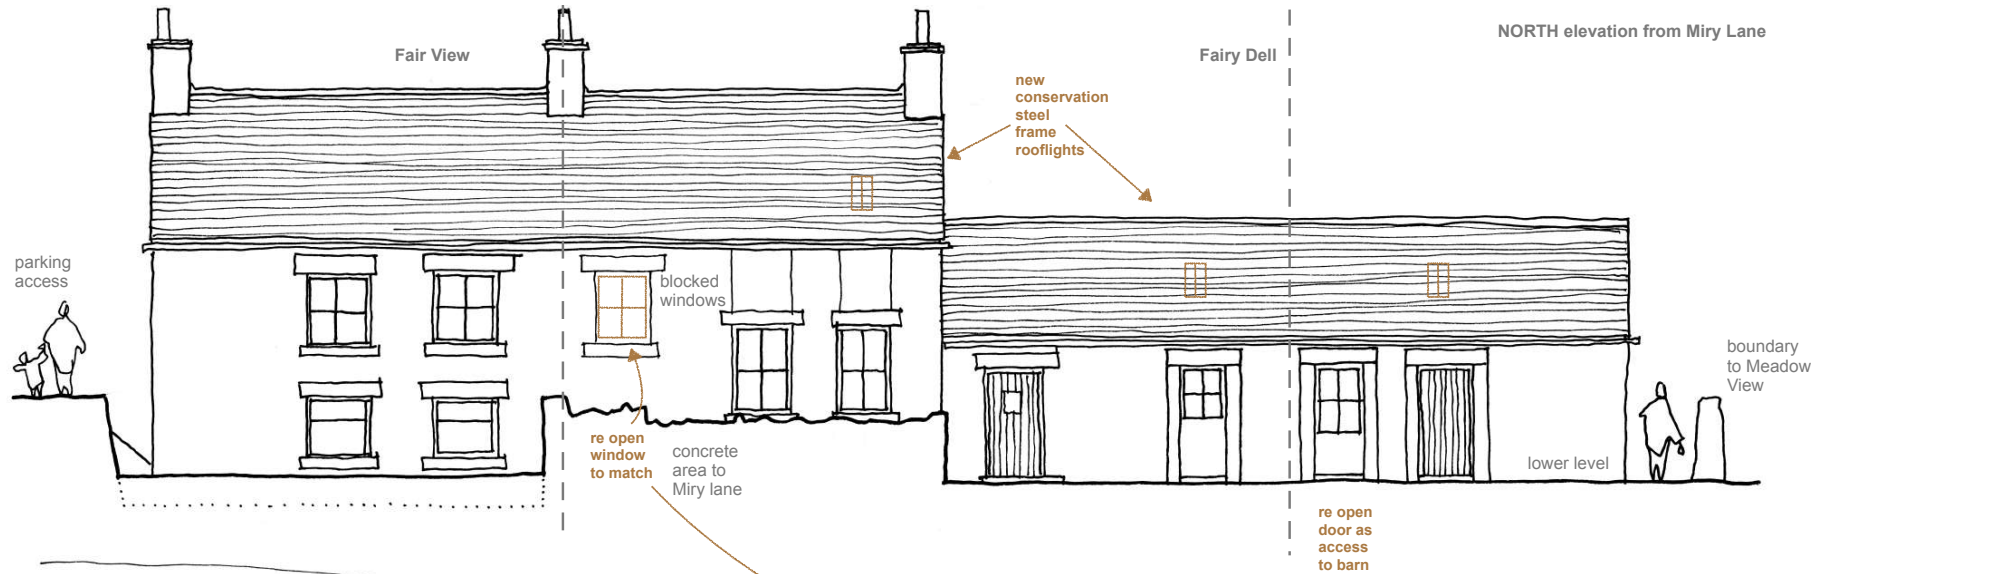 NORTH elevation from Miry Lane
Fair View
Fairy Dell
new
conservation
steel
frame
rooflights
parking
access
blocked
windows
boundary
to Meadow
View
re open
window
to match
concrete
area to
Miry lane
lower level
re open
door as
access
to barn